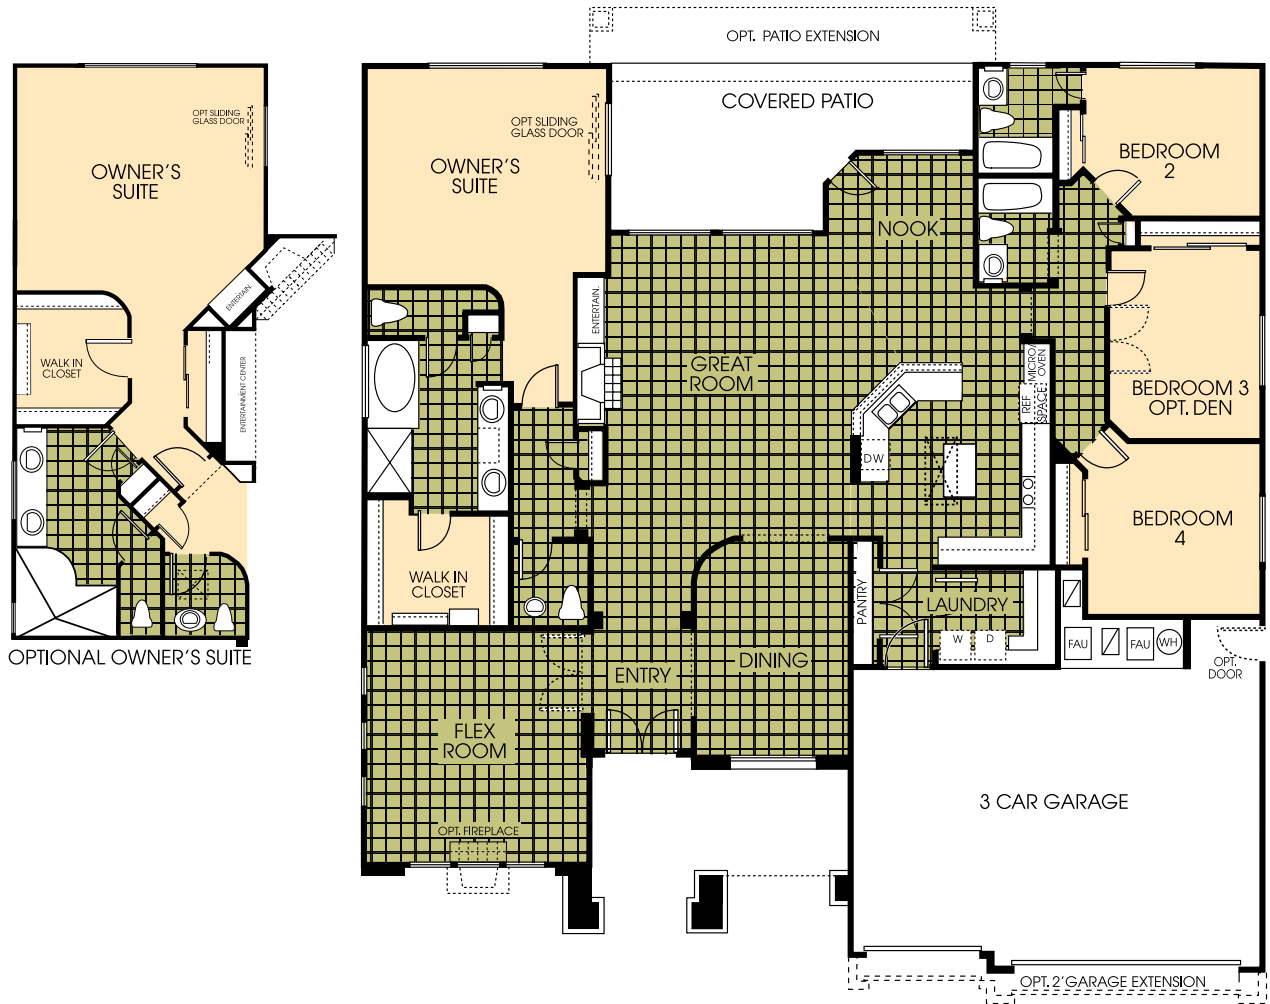 OPT. PATIO EXTENSION
COVERED PATIO
OPT SLIDING
GLASS DOOR
OWNER'S
SUITE
ENTERTAIN.
WALK IN
CLOSET
ENTERTAINMENT CENTER
OPTIONAL OWNER'S SUITE
OPT SLIDING
GLASS DOOR
OWNER'S
SUITE
NOOK
BEDROOM
2
ENTERTAIN.
GREAT
ROOM
MICRO/
OVEN
REF
SPACE
BEDROOM 3
OPT. DEN
DW
BEDROOM
4
WALK IN
CLOSET
PANTRY
LAUNDRY
W
D
FAU
FAU
WH
OPT.
DOOR
ENTRY
DINING
FLEX
ROOM
OPT. FIREPLACE
3 CAR GARAGE
OPT. 2' GARAGE EXTENSION